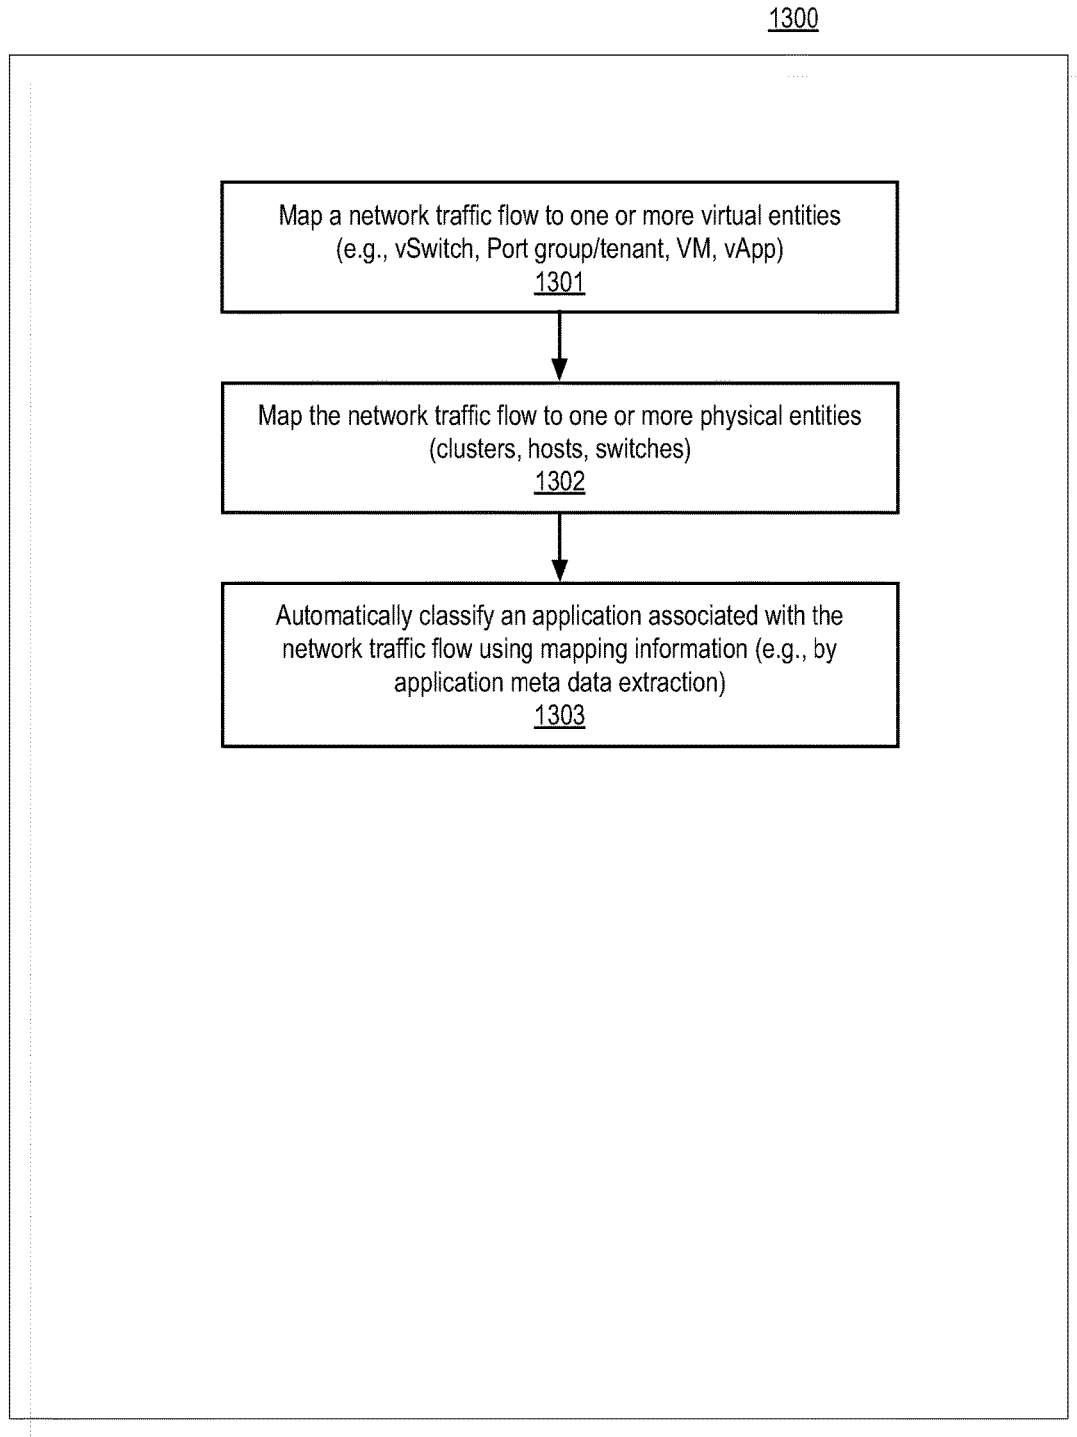 1300
Map a network traffic flow to one or more virtual entities
(e.g., vSwitch, Port group/tenant, VM, vApp)
1301
Map the network traffic flow to one or more physical entities
(clusters, hosts, switches)
1302
Automatically classify an application associated with the
network traffic flow using mapping information (e.g., by
application meta data extraction)
1303